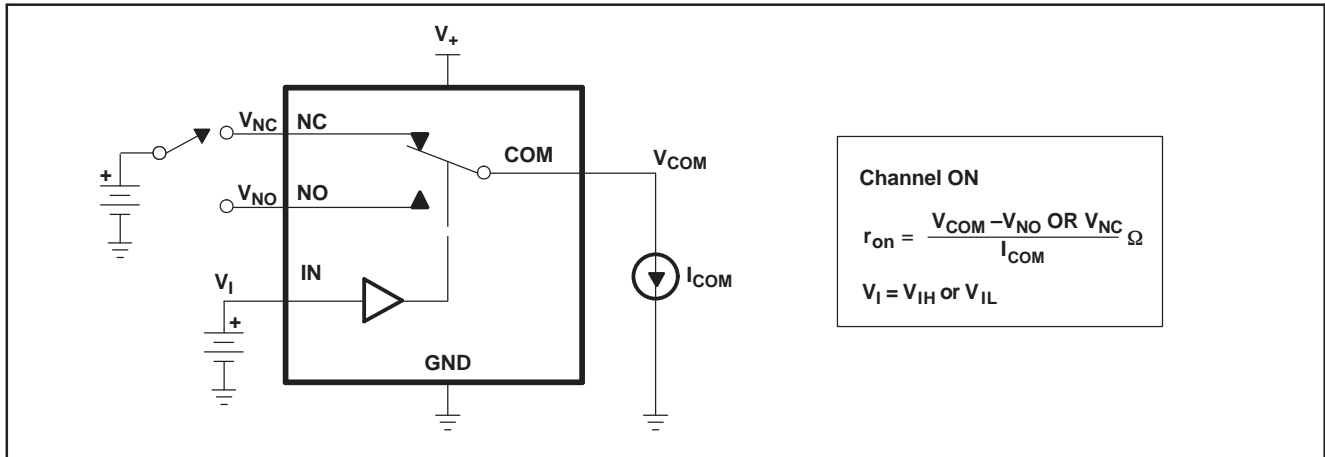 V+
VNC NC
COM
VCOM
+
VNO NO
VI
IN
+
ICOM
GND
Channel ON
ron = VCOM –VNO OR VNC / ICOM Ω
VI = VIH or VIL